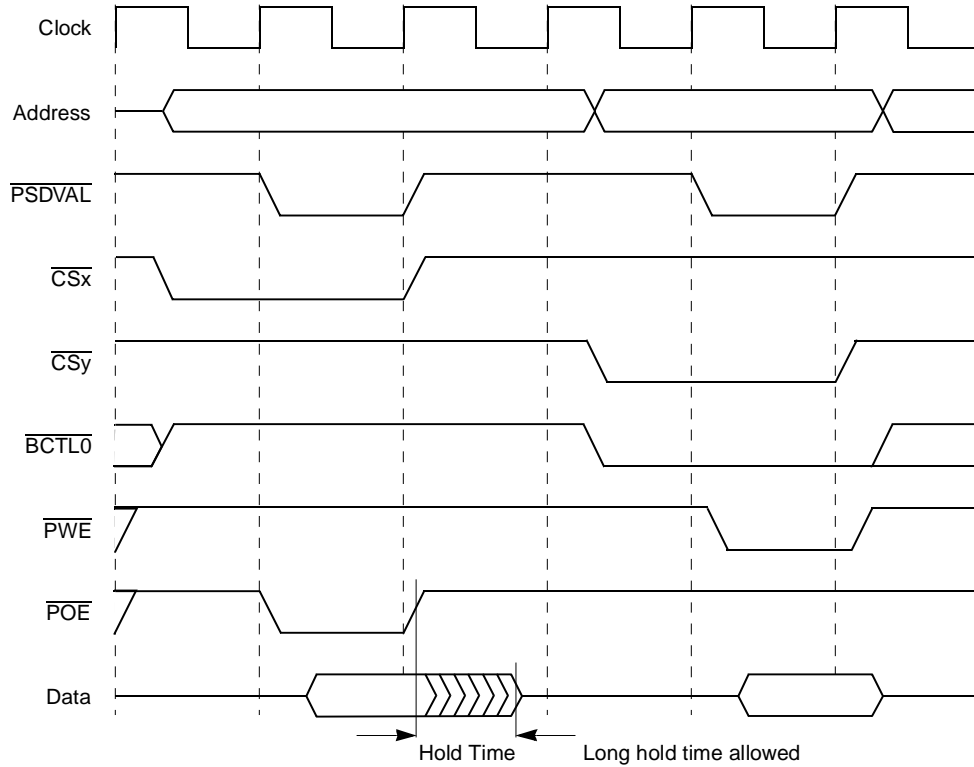 Clock
Address
PSDVAL
CSx
CSy
BCTL0
PWE
POE
Data
Hold Time
Long hold time allowed